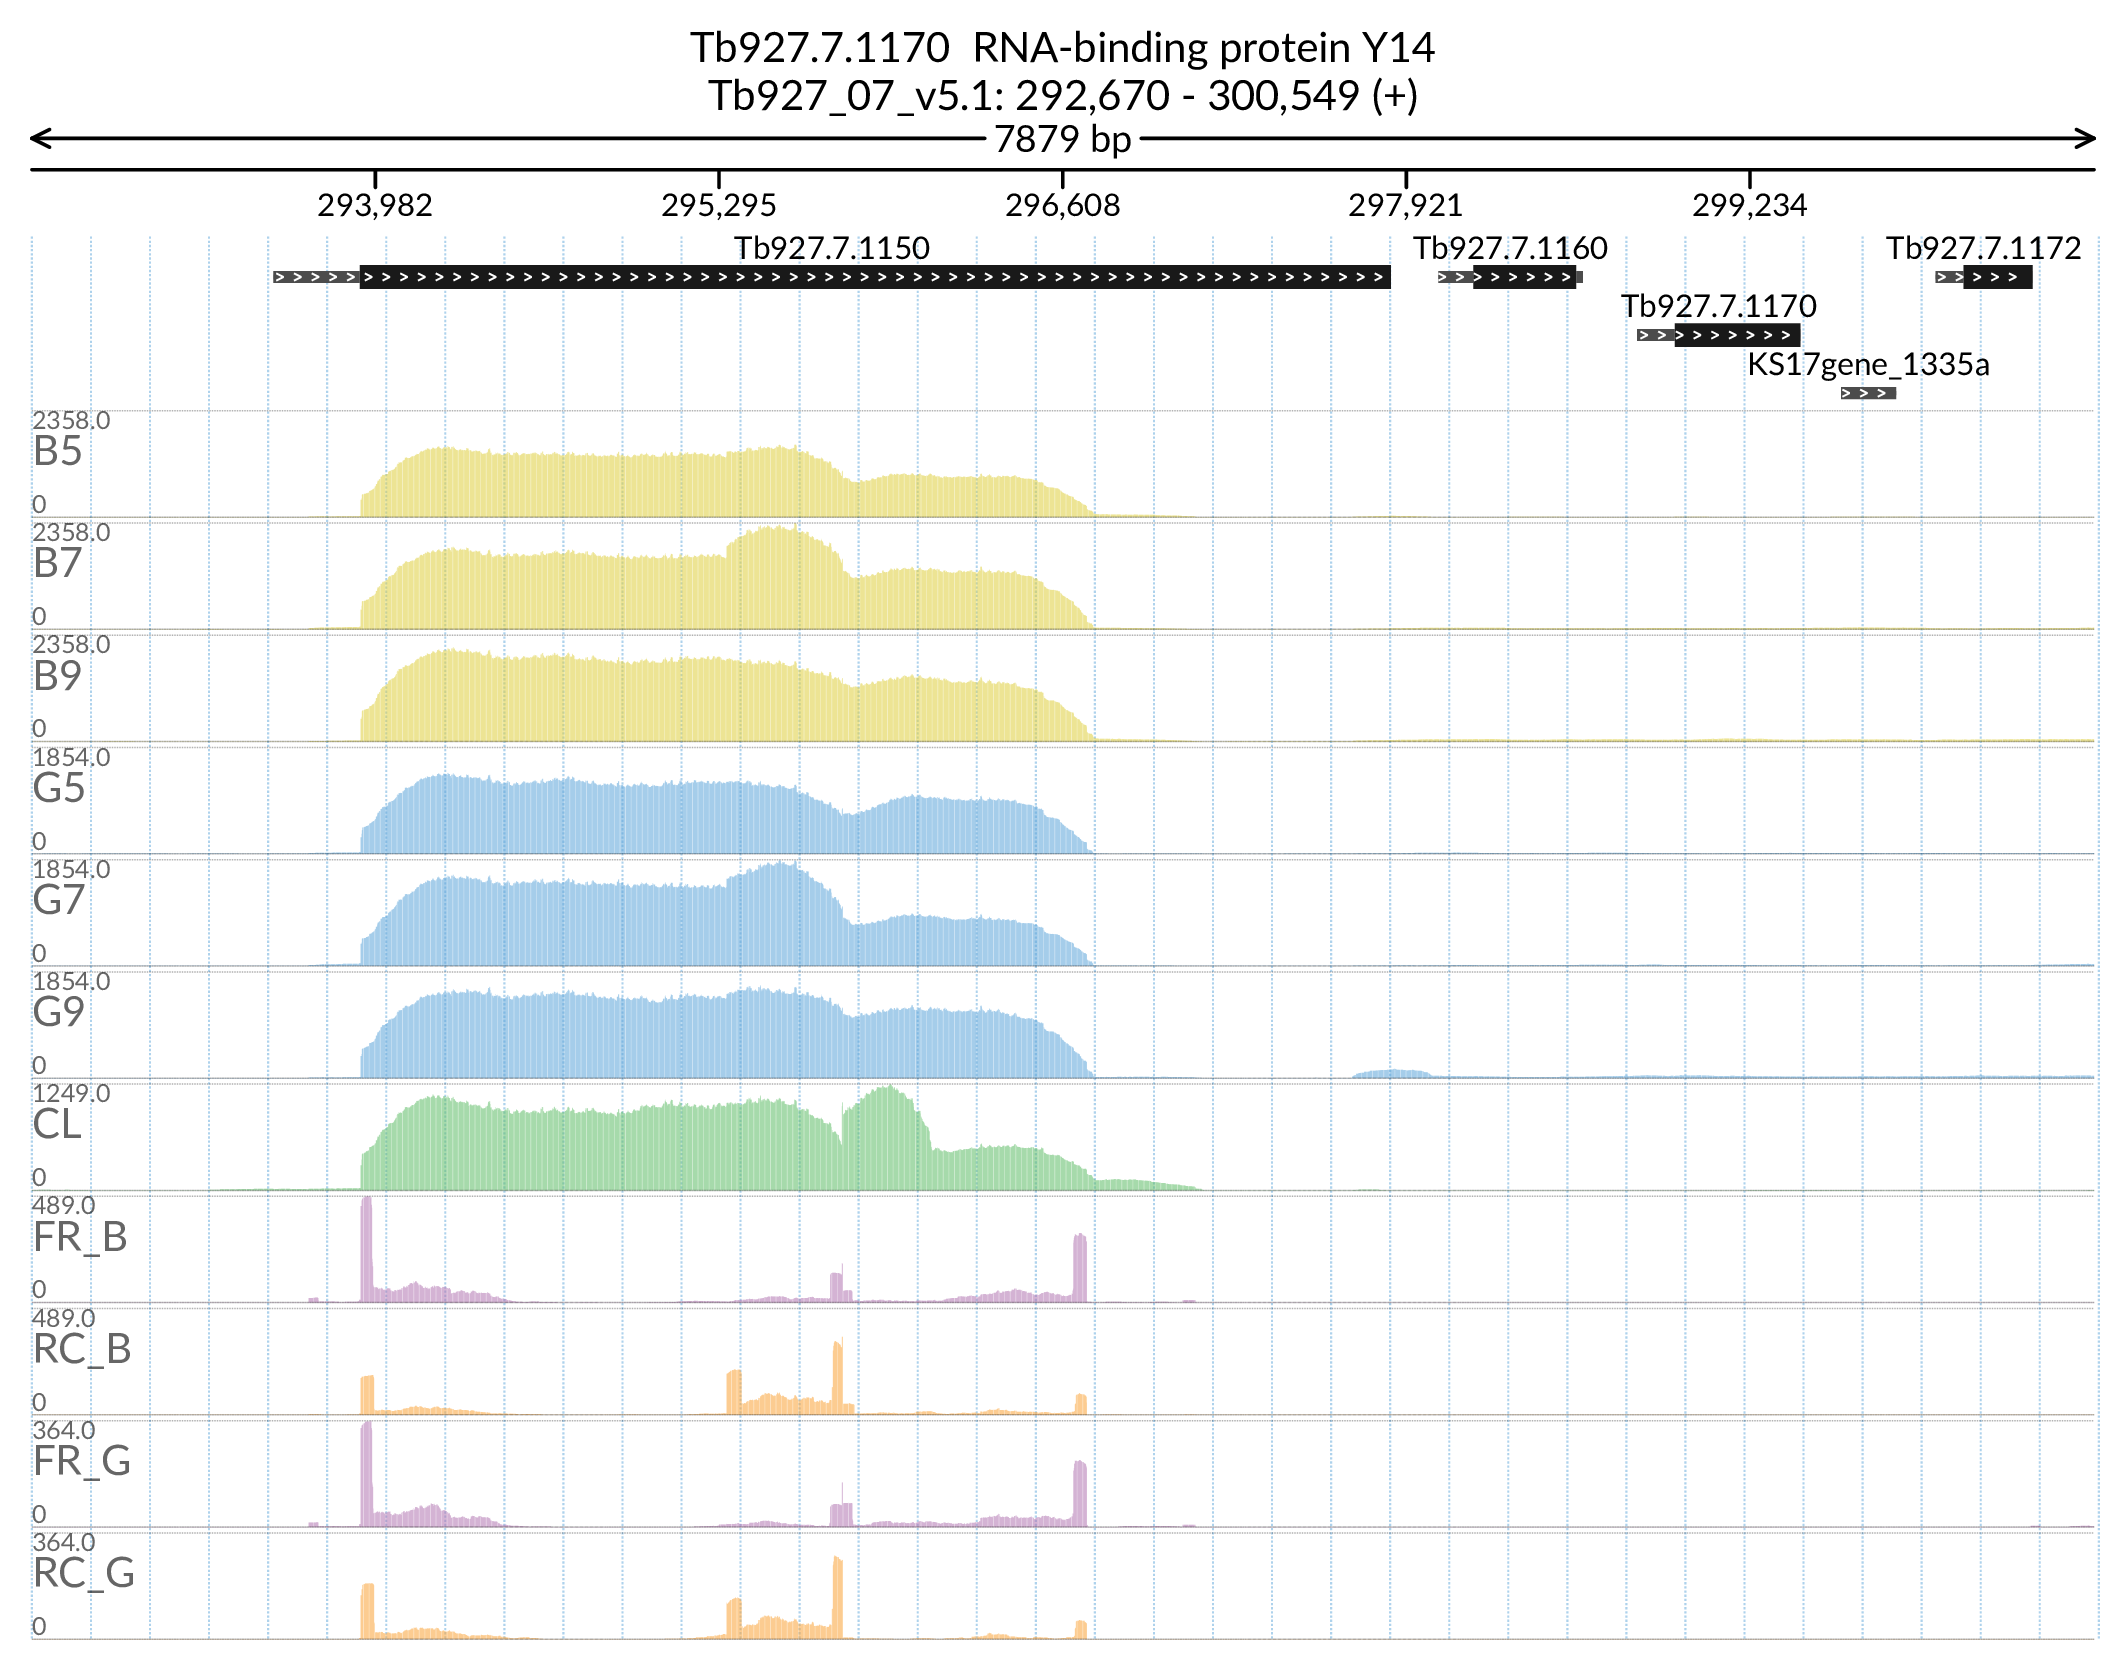 Tb927.7.1170  RNA-binding protein Y14
Tb927_07_v5.1: 292,670 - 300,549 (+)
7879 bp
293,982 295,295 296,608 297,921 299,234
Tb927.7.1150 Tb927.7.1160 Tb927.7.1172
Tb927.7.1170
KS17gene_1335a
2358.0
B5
0
2358.0
B7
0
2358.0
B9
0
1854.0
G5
0
1854.0
G7
0
1854.0
G9
0
1249.0
CL
0
489.0
FR_B
0
489.0
RC_B
0
364.0
FR_G
0
364.0
RC_G
0